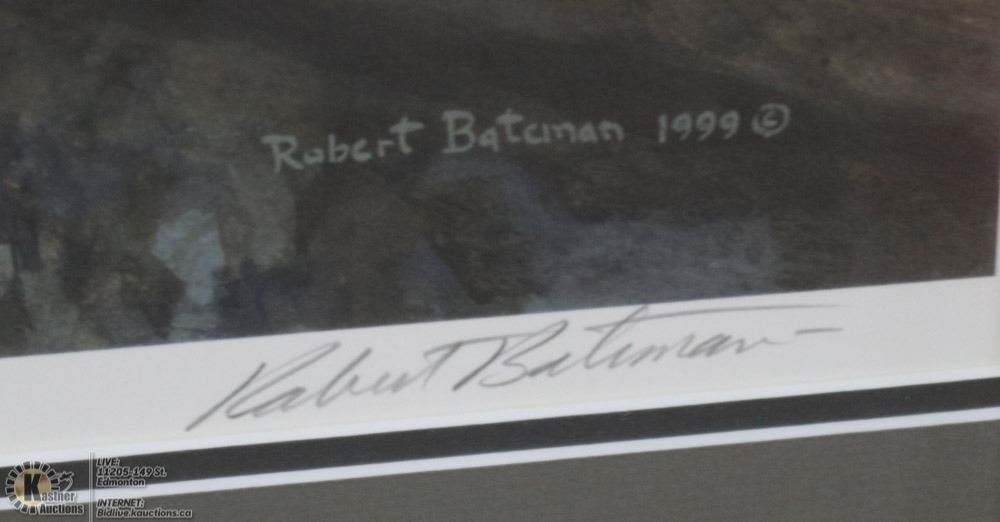 Robert Bateman 1999 ©
Robert Bateman
Kastner
Auctions
LIVE:
11205-149 St.
Edmonton
INTERNET:
Bidlive.kauctions.ca